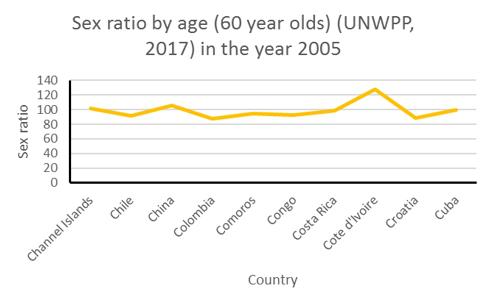 Sex ratio by age (60 year olds) (UNWPP,
2017) in the year 2005
140
120
100
80
60
40
20
0
Sex ratio
Channel Islands
Chile
China
Colombia
Comoros
Congo
Costa Rica
Cote d'Ivoire
Croatia
Cuba
Country